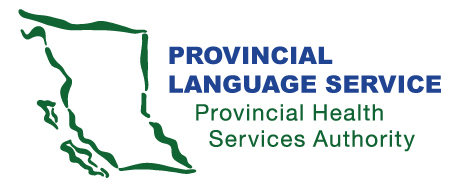 PROVINCIAL
LANGUAGE SERVICE
Provincial Health
Services Authority